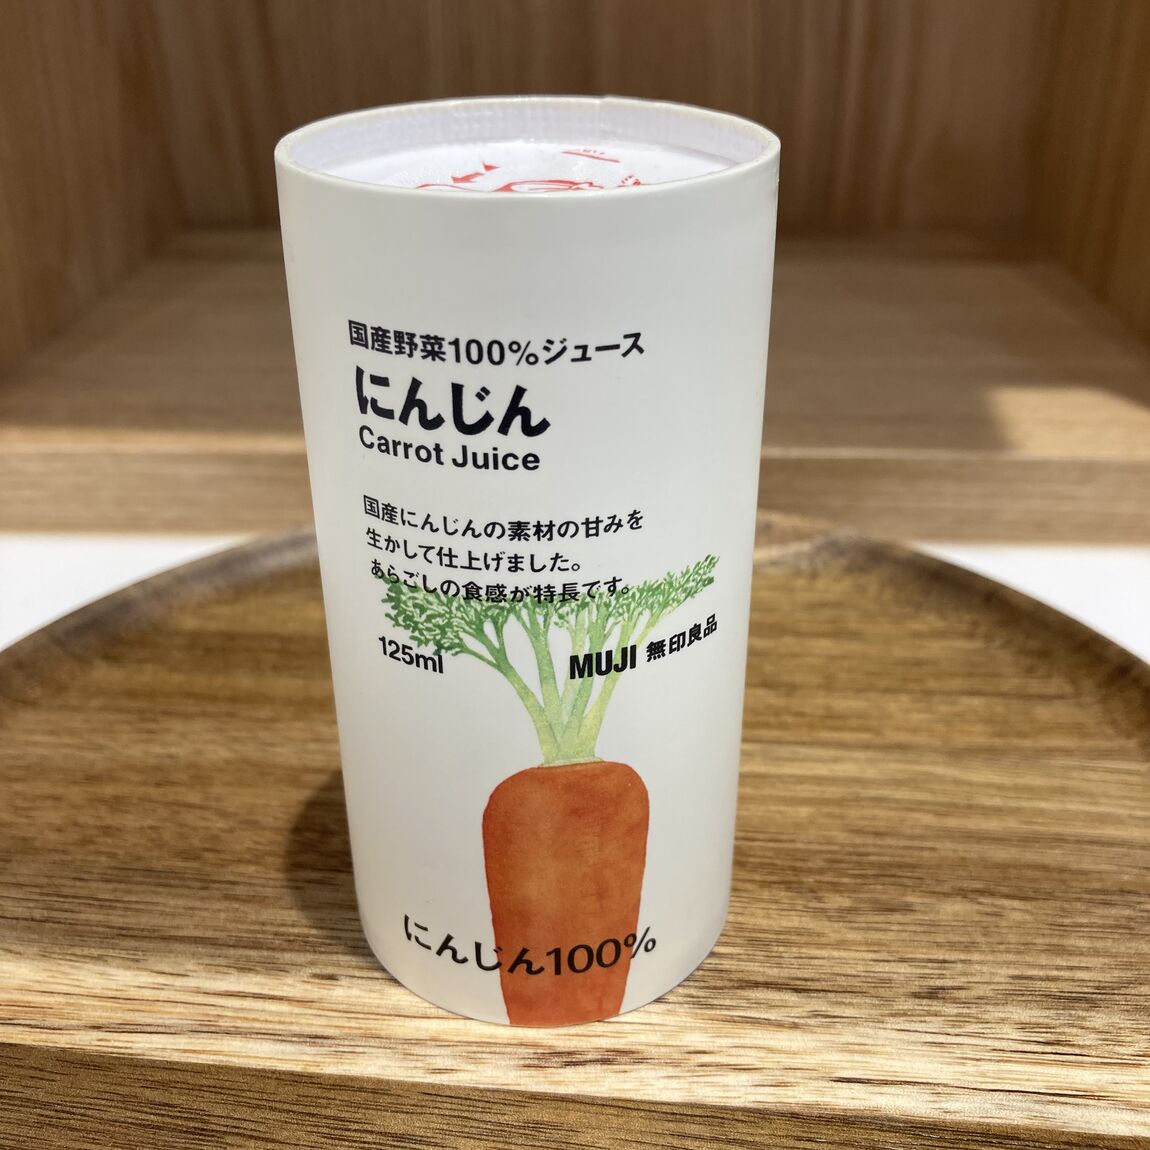 国産野菜100%ジュース
にんじん
Carrot Juice
国産にんじんの素材の甘みを
生かして仕上げました。
あらごしの食感が特長です。
125ml
MUJI 無印良品
にんじん100%